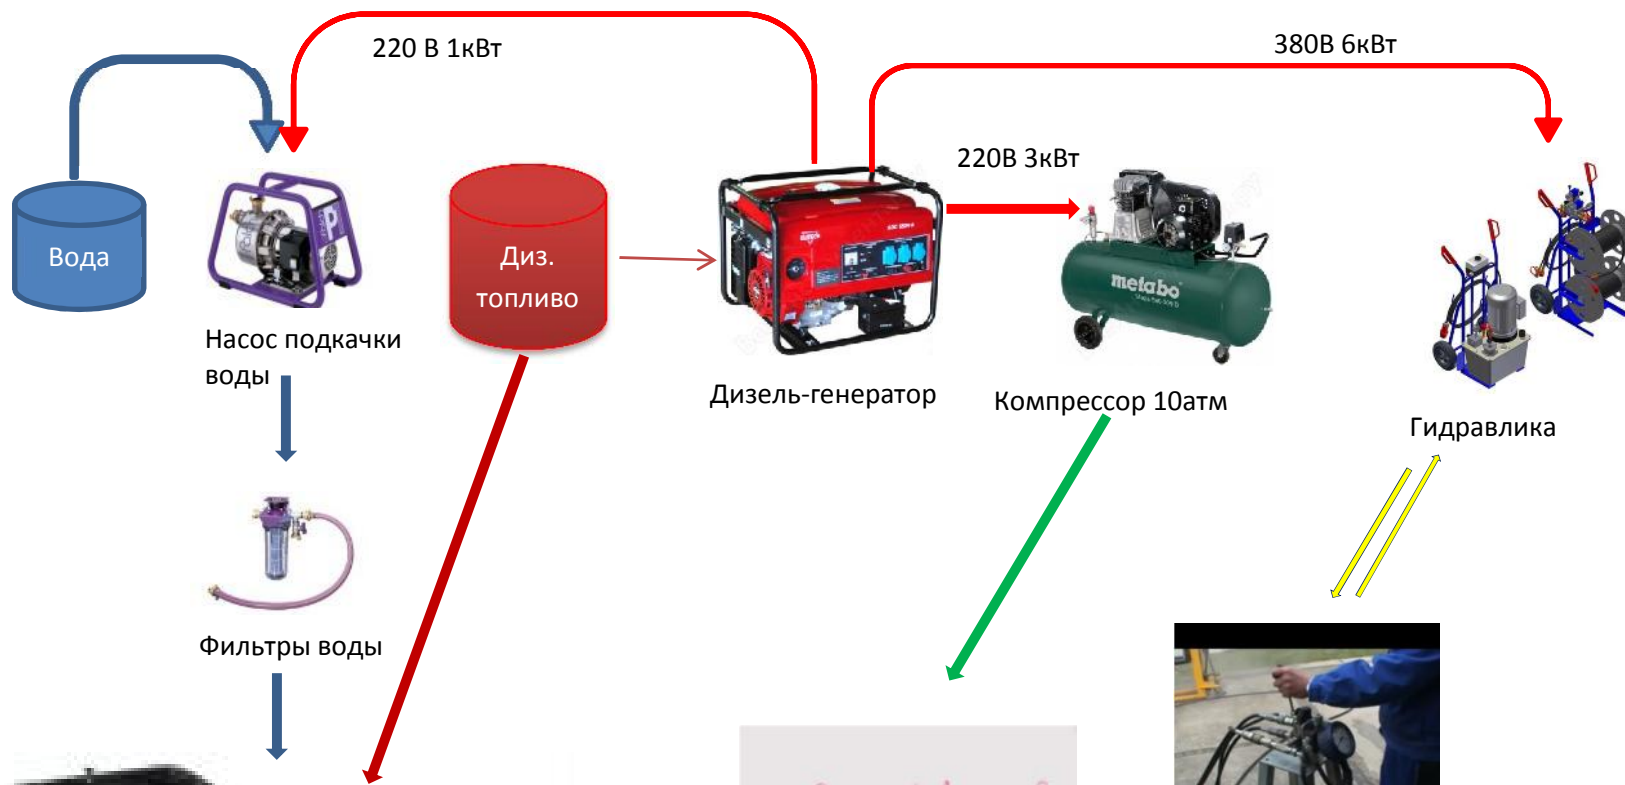 220 В 1кВт
380В 6кВт
220В 3кВт
Вода
Диз.
топливо
metabo
Насос подкачки
воды
Дизель-генератор
Компрессор 10атм
Гидравлика
Фильтры воды